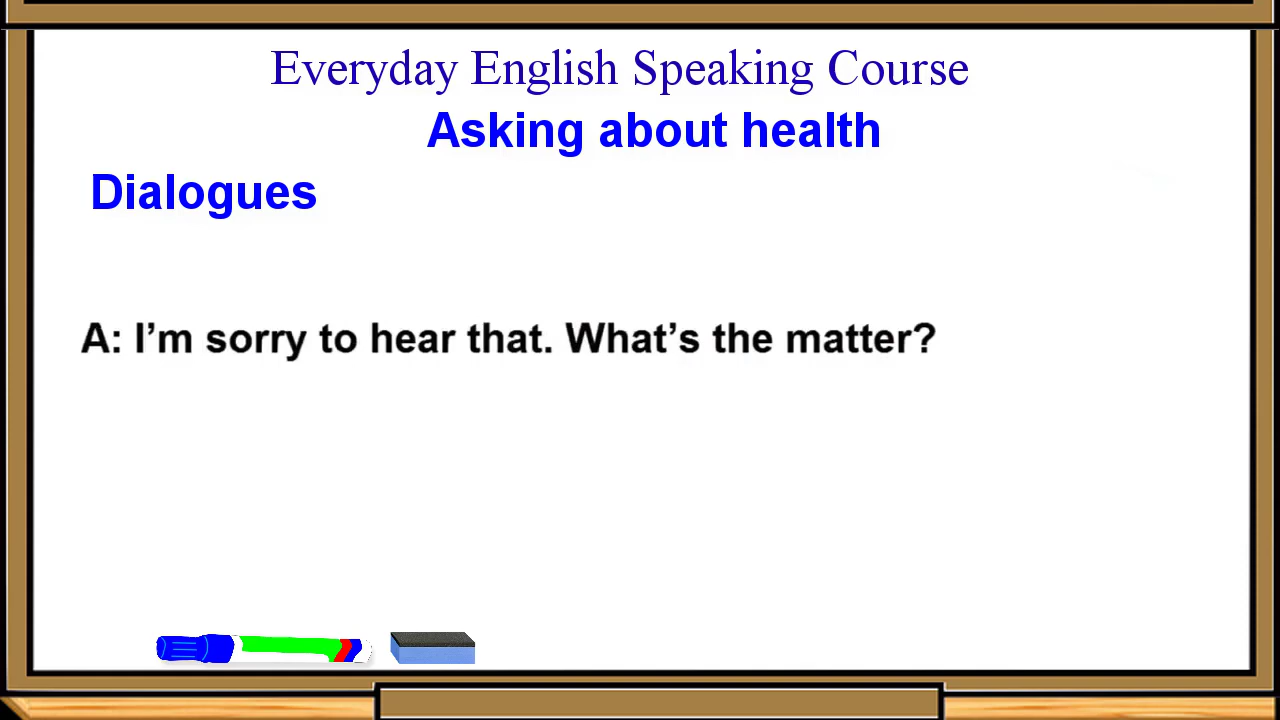 Everyday English Speaking Course
Asking about health
Dialogues
A: I’m sorry to hear that. What’s the matter?